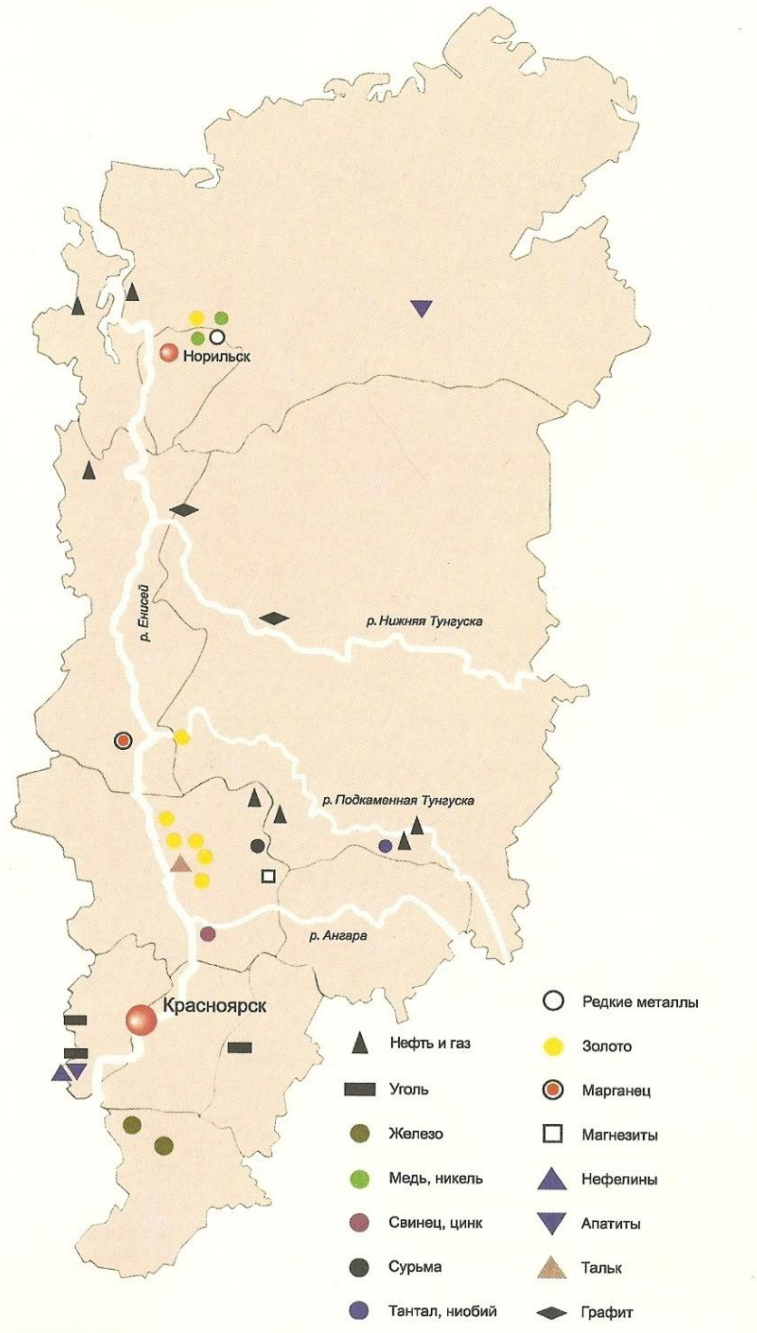 Норильск
р. Енисей
р. Нижняя Тунгуска
р. Подкаменная Тунгуска
р. Ангара
Красноярск
Нефть и газ
Уголь
Железо
Медь, никель
Свинец, цинк
Сурьма
Тантал, ниобий
Редкие металлы
Золото
Марганец
Магнезиты
Нефелины
Апатиты
Тальк
Графит